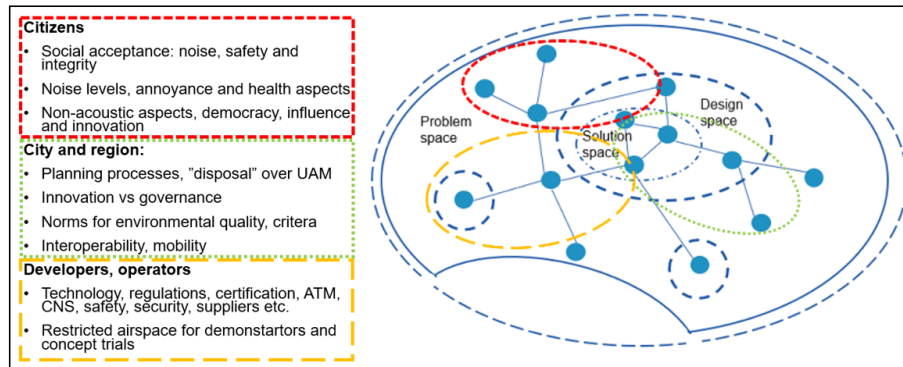 Citizens
• Social acceptance: noise, safety and
integrity
• Noise levels, annoyance and health aspects
• Non-acoustic aspects, democracy, influence
and innovation
City and region:
• Planning processes, ”disposal” over UAM
• Innovation vs governance
• Norms for environmental quality, critera
• Interoperability, mobility
Developers, operators
• Technology, regulations, certification, ATM,
CNS, safety, security, suppliers etc.
• Restricted airspace for demonstartors and
concept trials
Problem
space
Solution
space
Design
space